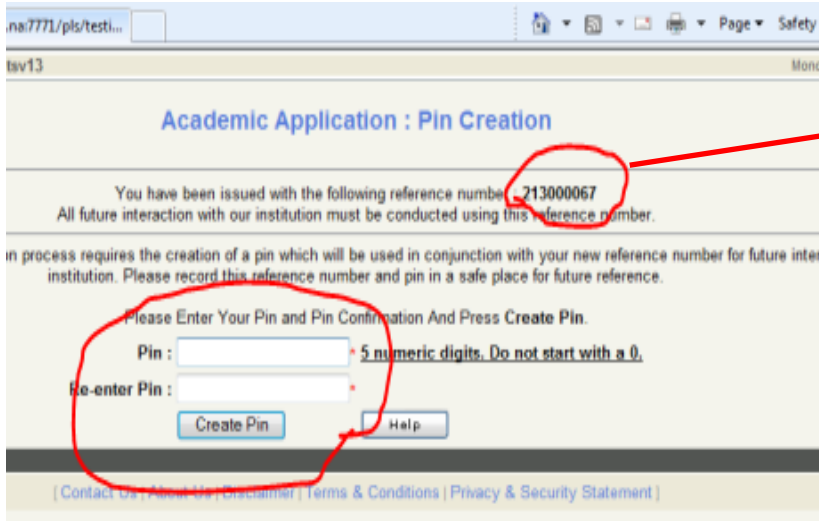 .na:7771/pls/testi...
Page Safety
tsv13
Mond
Academic Application : Pin Creation
You have been issued with the following reference number 213000067
All future interaction with our institution must be conducted using this reference number.
n process requires the creation of a pin which will be used in conjunction with your new reference number for future inter
institution. Please record this reference number and pin in a safe place for future reference.
Please Enter Your Pin and Pin Confirmation And Press Create Pin.
Pin : * 5 numeric digits. Do not start with a 0.
Re-enter Pin : *
Create Pin Help
[ Contact Us | About Us | Disclaimer | Terms & Conditions | Privacy & Security Statement ]